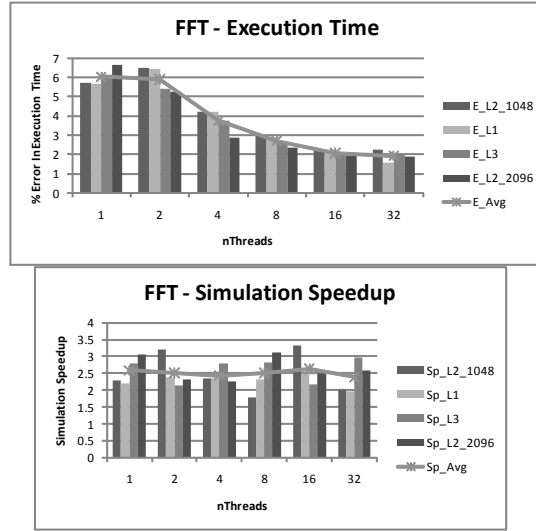 FFT - Execution Time
% Error In Execution Time
7
6
5
4
3
2
1
0
1 2 4 8 16 32
nThreads
E_L2_1048
E_L1
E_L3
E_L2_2096
E_Avg
FFT - Simulation Speedup
Simulation Speedup
4
3.5
3
2.5
2
1.5
1
0.5
0
1 2 4 8 16 32
nThreads
Sp_L2_1048
Sp_L1
Sp_L3
Sp_L2_2096
Sp_Avg